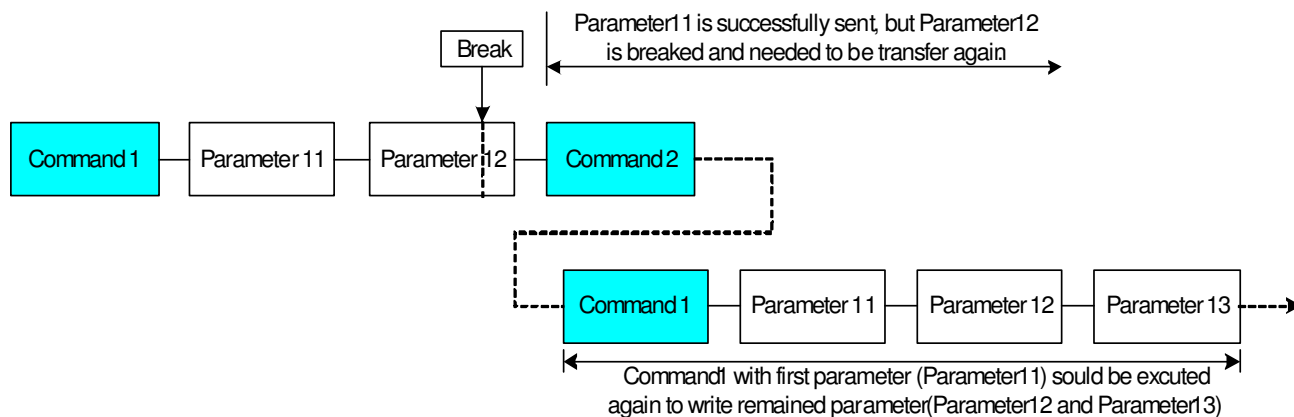 Parameter11 is successfully sent, but Parameter12
is breaked and needed to be transfer again.
Break
Command 1
Parameter 11
Parameter 12
Command 2
Command 1
Parameter 11
Parameter 12
Parameter 13
Command1 with first parameter (Parameter11) sould be excuted
again to write remained parameter(Parameter12 and Parameter13)